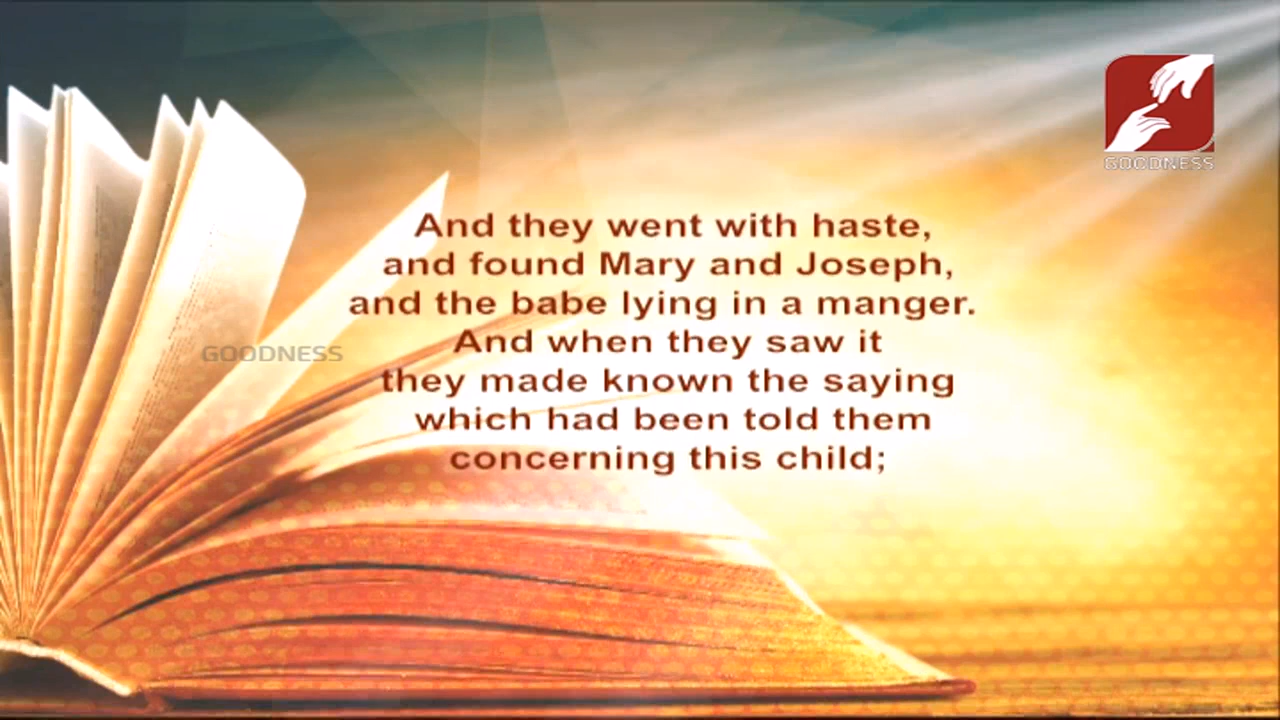 GOODNESS
And they went with haste,
and found Mary and Joseph,
and the babe lying in a manger.
And when they saw it
GOODNESS
they made known the saying
which had been told them
concerning this child;